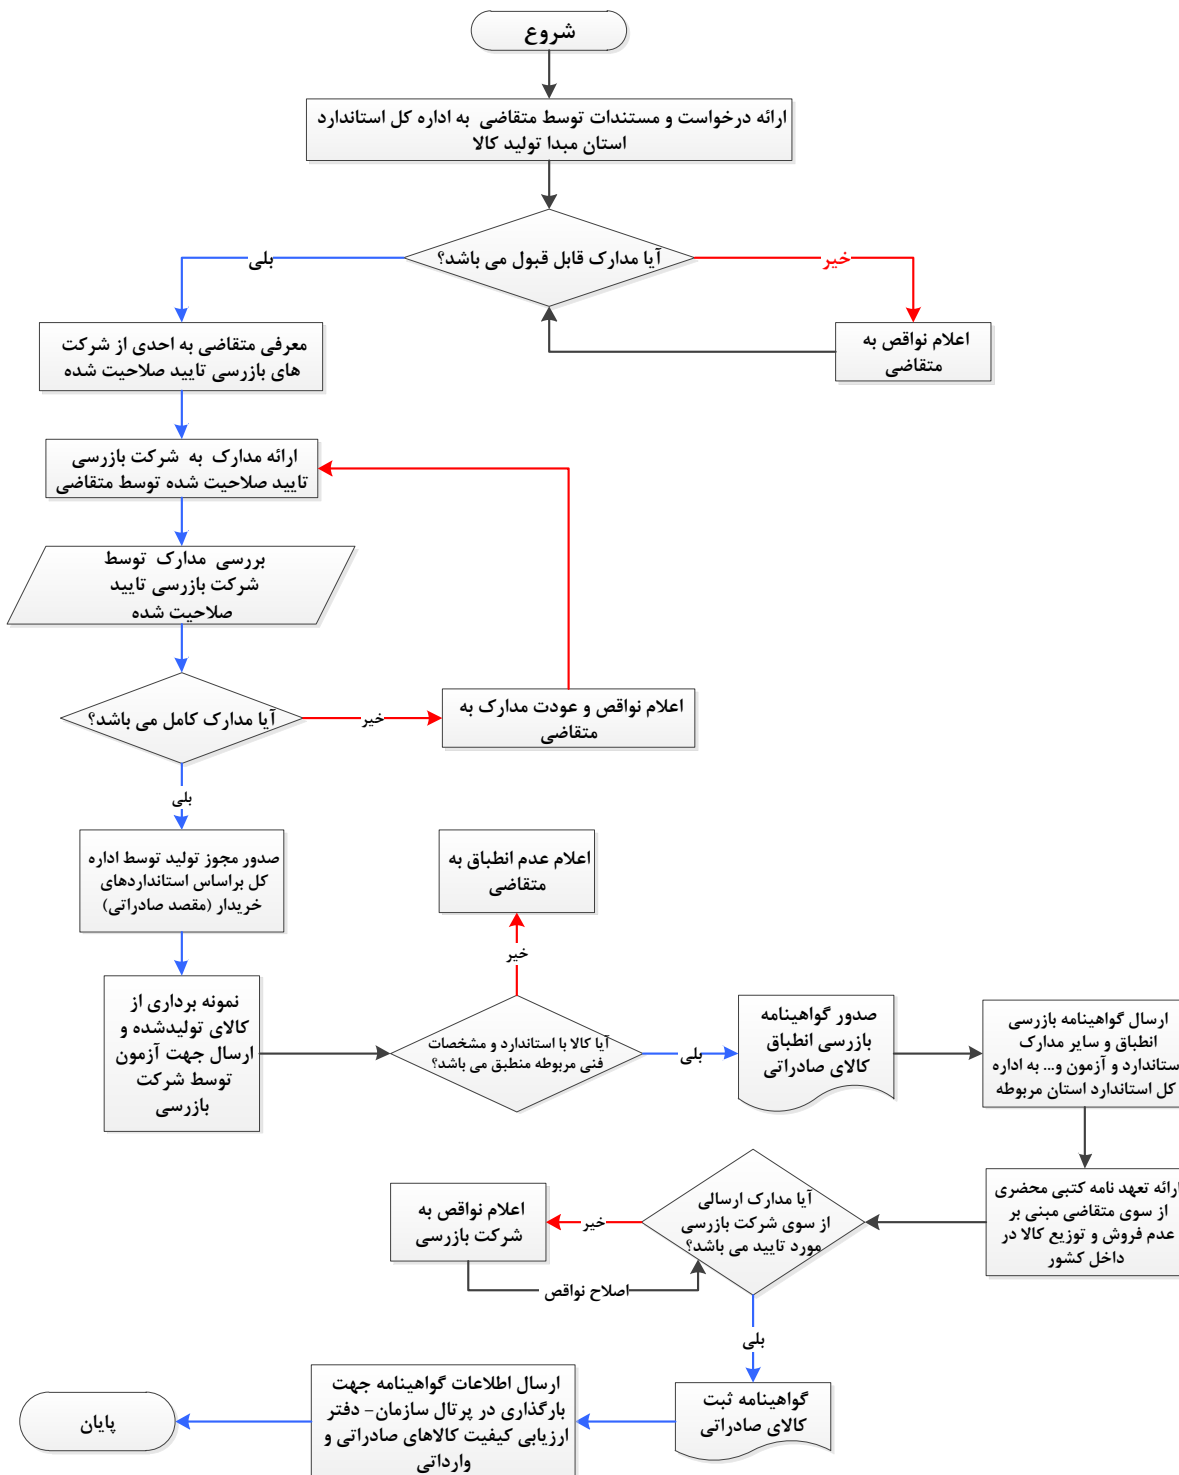 شروع
ارائه درخواست و مستندات توسط متقاضی به اداره کل استاندارد
استان مبدا تولید کالا
آیا مدارک قابل قبول می باشد؟
بلی
خیر
اعلام نواقص به
متقاضی
معرفی متقاضی به احدی از شرکت
های بازرسی تایید صلاحیت شده
ارائه مدارک به شرکت بازرسی
تایید صلاحیت شده توسط متقاضی
بررسی مدارک توسط
شرکت بازرسی تایید
صلاحیت شده
آیا مدارک کامل می باشد؟
خیر
اعلام نواقص و عودت مدارک به
متقاضی
بلی
صدور مجوز تولید توسط اداره
کل براساس استانداردهای
خریدار (مقصد صادراتی)
نمونه برداری از
کالای تولیدشده و
ارسال جهت آزمون
توسط شرکت
بازرسی
اعلام عدم انطباق به
متقاضی
خیر
آیا کالا با استاندارد و مشخصات
فنی مربوطه منطبق می باشد؟
بلی
صدور گواهینامه
بازرسی انطباق
کالای صادراتی
ارسال گواهینامه بازرسی
انطباق و سایر مدارک
ستاندارد و آزمون و... به اداره
کل استاندارد استان مربوطه
ارائه تعهد نامه کتبی محضری
از سوی متقاضی مبنی بر
عدم فروش و توزیع کالا در
داخل کشور
آیا مدارک ارسالی
از سوی شرکت بازرسی
مورد تایید می باشد؟
خیر
اعلام نواقص به
شرکت بازرسی
اصلاح نواقص
بلی
گواهینامه ثبت
کالای صادراتی
ارسال اطلاعات گواهینامه جهت
بارگذاری در پرتال سازمان- دفتر
ارزیابی کیفیت کالاهای صادراتی و
وارداتی
پایان